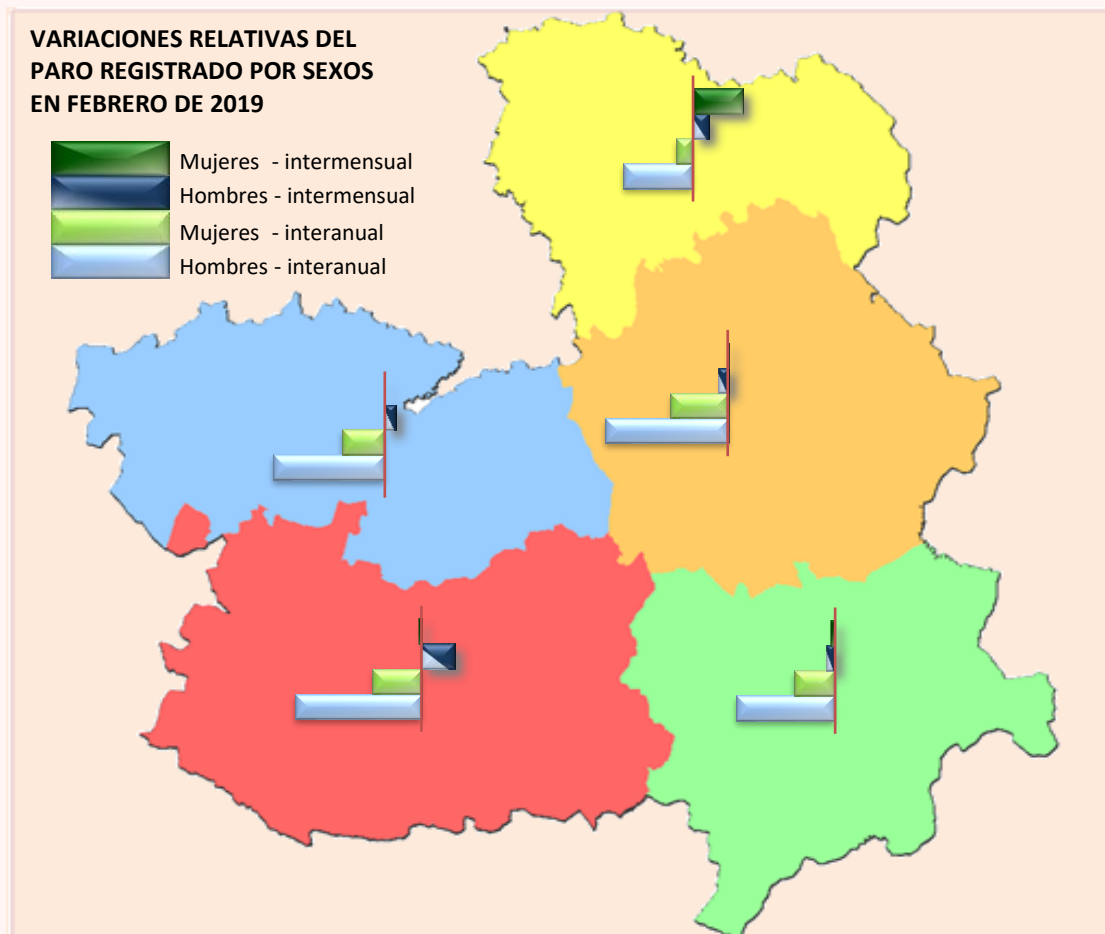 VARIACIONES RELATIVAS DEL
PARO REGISTRADO POR SEXOS
EN FEBRERO DE 2019
Mujeres - intermensual
Hombres - intermensual
Mujeres - interanual
Hombres - interanual